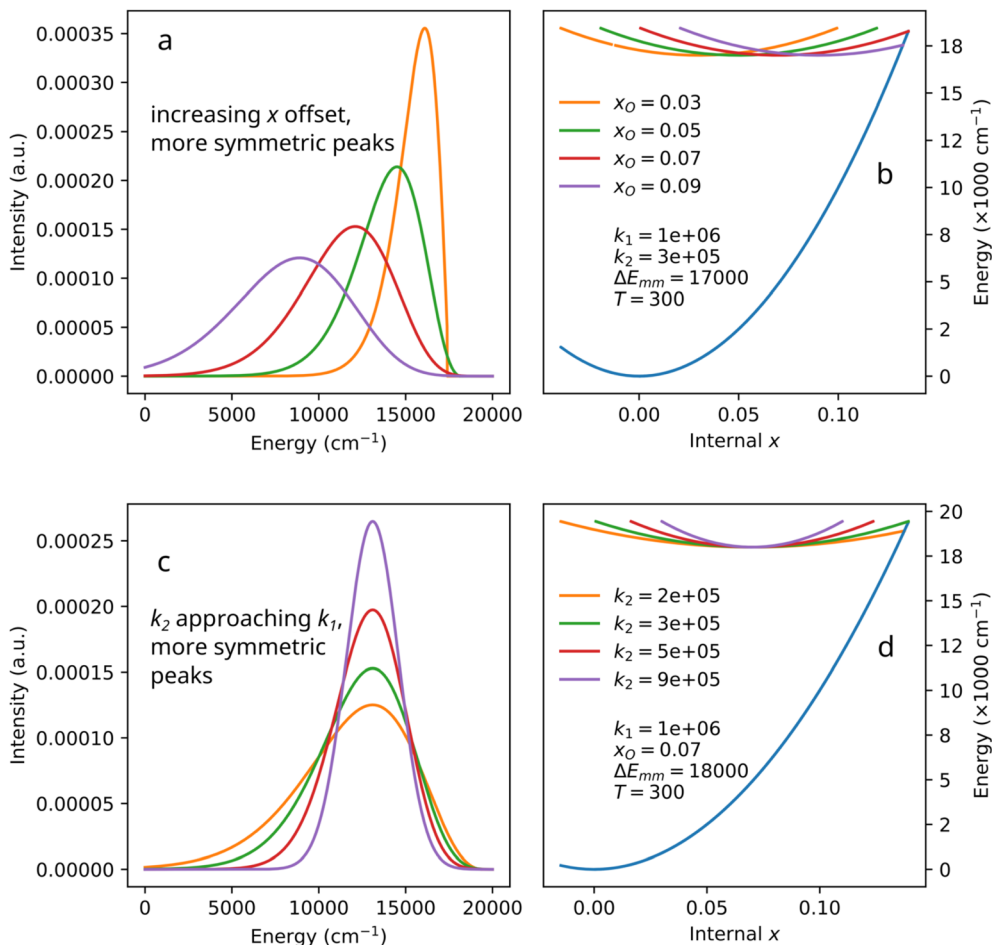 a
increasing x offset,
more symmetric peaks
0.00035
0.00030
0.00025
0.00020
0.00015
0.00010
0.00005
0.00000
Intensity (a.u.)
0 5000 10000 15000 20000
Energy (cm⁻¹)
b
x_O = 0.03
x_O = 0.05
x_O = 0.07
x_O = 0.09
k₁ = 1e+06
k₂ = 3e+05
ΔE_mm = 17000
T = 300
18
15
12
10
8
5
2
0
Energy (×1000 cm⁻¹)
0.00 0.05 0.10
Internal x
c
k₂ approaching k₁,
more symmetric
peaks
0.00025
0.00020
0.00015
0.00010
0.00005
0.00000
Intensity (a.u.)
0 5000 10000 15000 20000
Energy (cm⁻¹)
d
k₂ = 2e+05
k₂ = 3e+05
k₂ = 5e+05
k₂ = 9e+05
k₁ = 1e+06
x_O = 0.07
ΔE_mm = 18000
T = 300
20
18
15
12
10
8
5
2
0
Energy (×1000 cm⁻¹)
0.00 0.05 0.10
Internal x